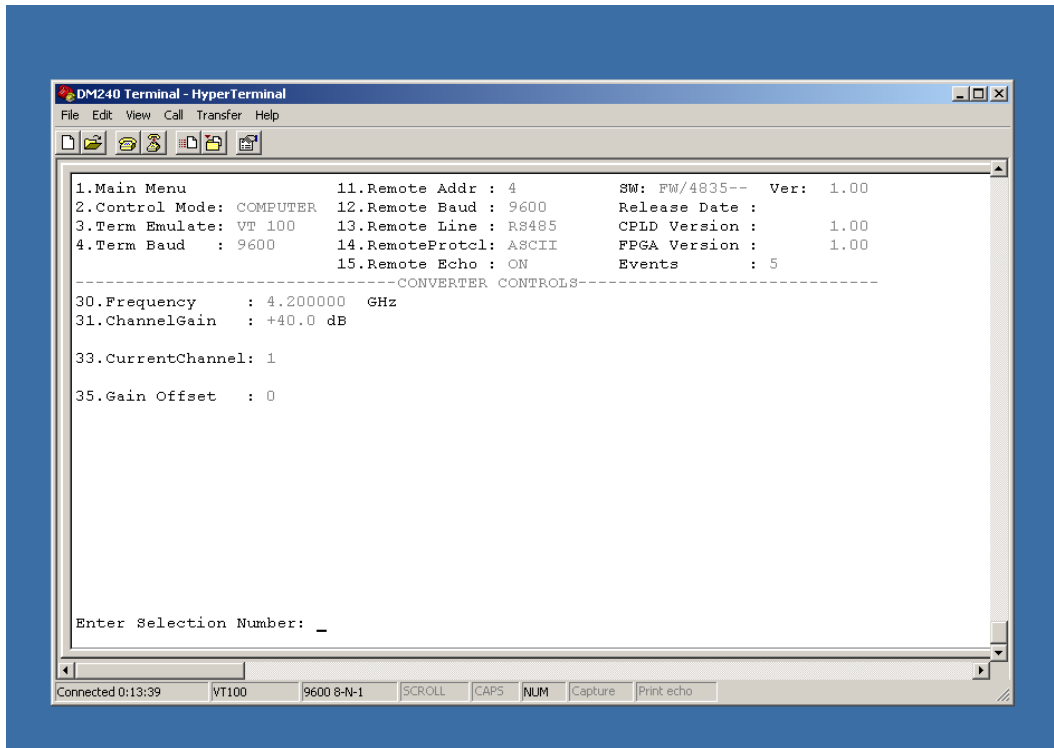 DM240 Terminal - HyperTerminal
File Edit View Call Transfer Help
1.Main Menu 11.Remote Addr : 4 SW: FW/4835-- Ver: 1.00
2.Control Mode: COMPUTER 12.Remote Baud : 9600 Release Date :
3.Term Emulate: VT 100 13.Remote Line : RS485 CPLD Version : 1.00
4.Term Baud : 9600 14.RemoteProtcl: ASCII FPGA Version : 1.00
15.Remote Echo : ON Events : 5
--------------------------------CONVERTER CONTROLS------------------------------
30.Frequency : 4.200000 GHz
31.ChannelGain : +40.0 dB
33.CurrentChannel: 1
35.Gain Offset : 0
Enter Selection Number: _
Connected 0:13:39 VT100 9600 8-N-1 SCROLL CAPS NUM Capture Print echo